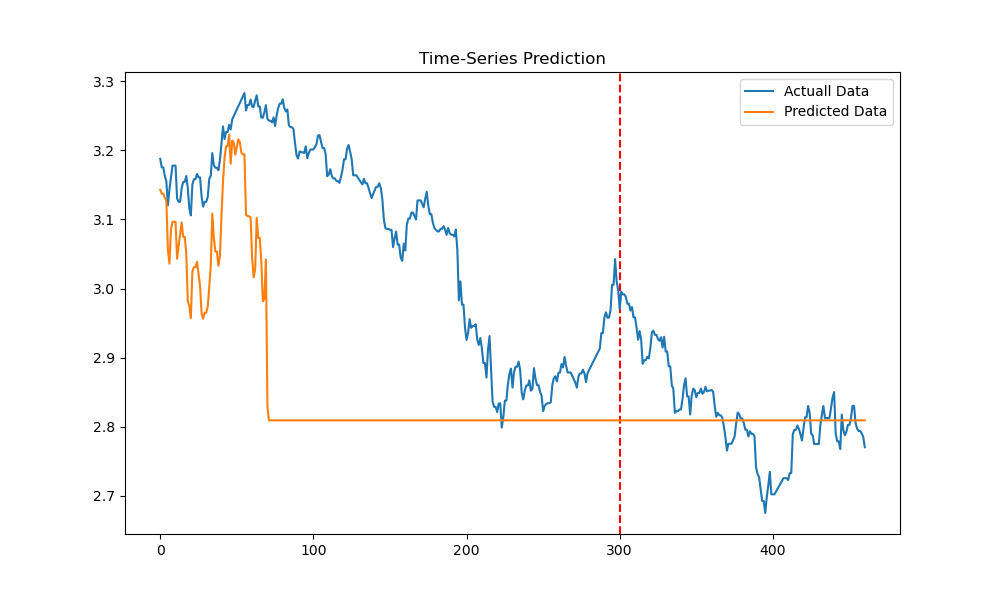 Time-Series Prediction
Actuall Data
Predicted Data
3.3
3.2
3.1
3.0
2.9
2.8
2.7
0 100 200 300 400